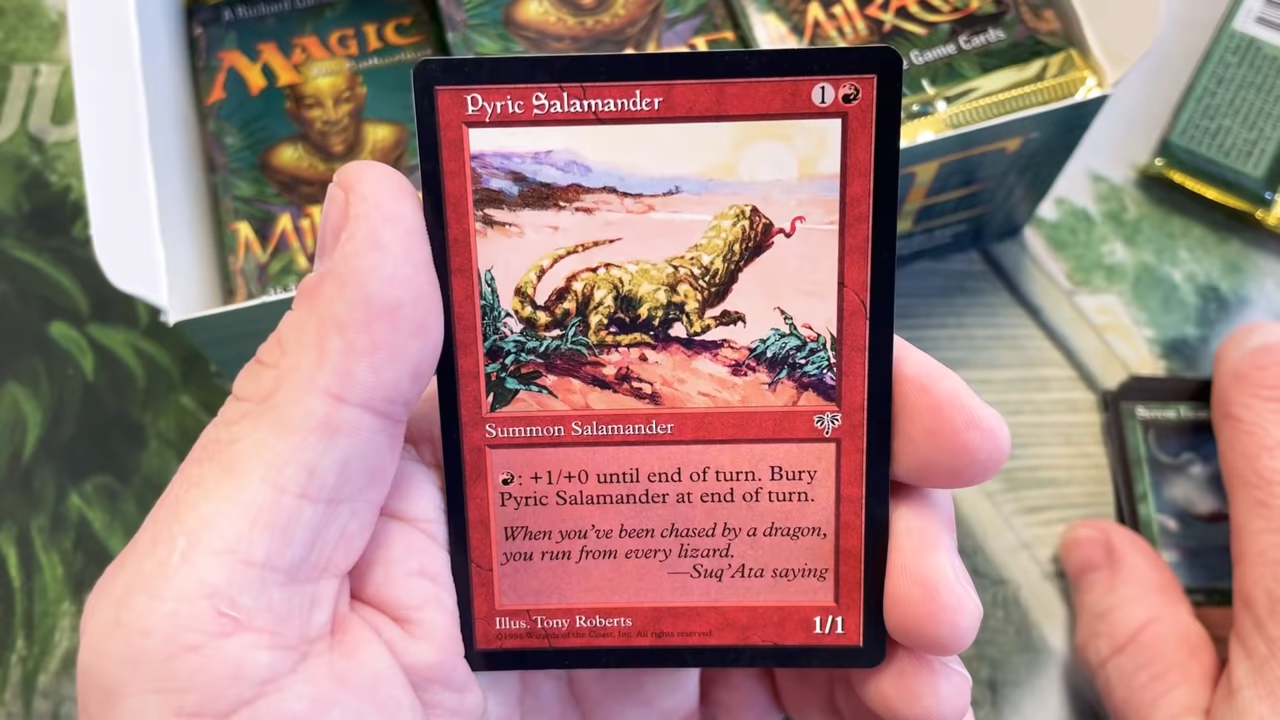 A Richard Gar
MAGIC
Game Cards
Pyric Salamander
1
Summon Salamander
: +1/+0 until end of turn. Bury
Pyric Salamander at end of turn.
When you've been chased by a dragon,
you run from every lizard.
—Suq'Ata saying
Illus. Tony Roberts
©1996 Wizards of the Coast, Inc. All rights reserved.
1/1